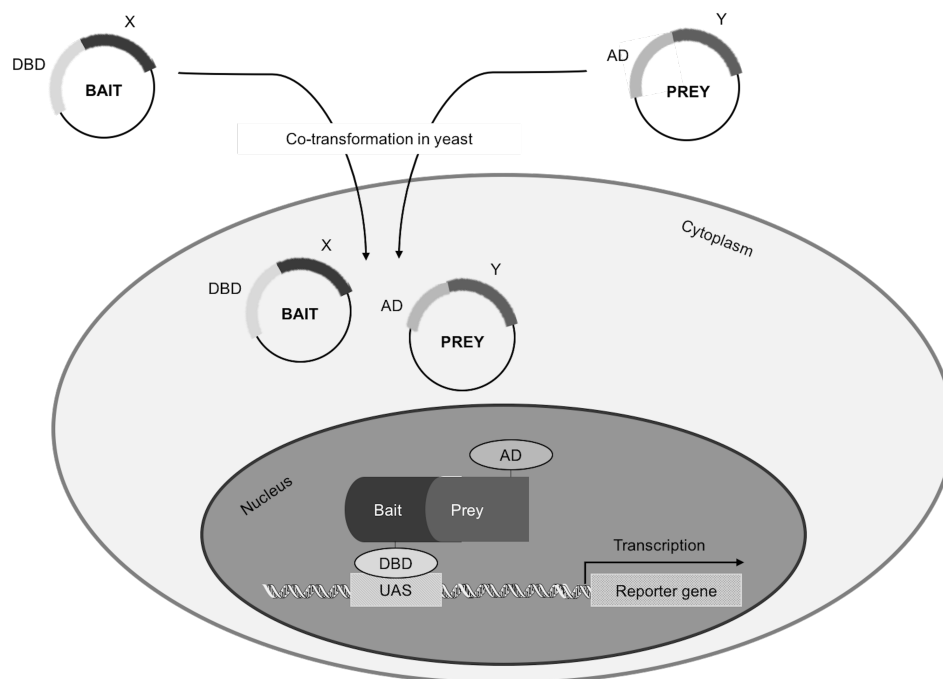 X
DBD
BAIT
Y
AD
PREY
Co-transformation in yeast
Cytoplasm
X
DBD
BAIT
Y
AD
PREY
Nucleus
AD
Bait
Prey
DBD
UAS
Transcription
Reporter gene